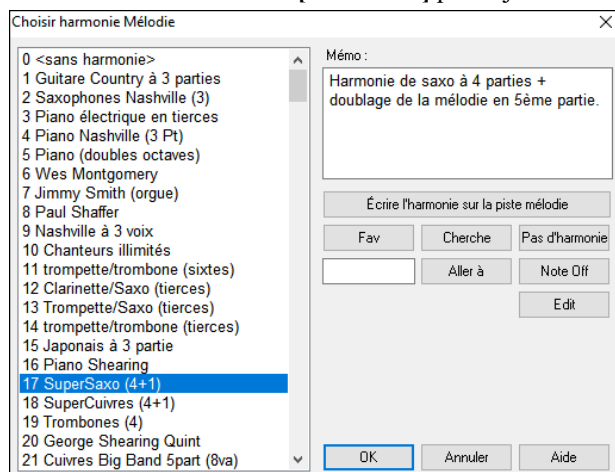 Choisir harmonie Mélodie
0 <sans harmonie>
1 Guitare Country à 3 parties
2 Saxophones Nashville (3)
3 Piano électrique en tierces
4 Piano Nashville (3 Pt)
5 Piano (doubles octaves)
6 Wes Montgomery
7 Jimmy Smith (orgue)
8 Paul Shaffer
9 Nashville à 3 voix
10 Chanteurs illimités
11 trompette/trombone (sixtes)
12 Clarinette/Saxo (tierces)
13 Trompette/Saxo (tierces)
14 trompette/trombone (tierces)
15 Japonais à 3 partie
16 Piano Shearing
17 SuperSaxo (4+1)
18 SuperCuivres (4+1)
19 Trombones (4)
20 George Shearing Quint
21 Cuivres Big Band 5part (8va)
Mémo :
Harmonie de saxo à 4 parties +
doublage de la mélodie en 5ème partie.
Écrire l'harmonie sur la piste mélodie
Fav
Cherche
Pas d'harmonie
Aller à
Note Off
Edit
OK
Annuler
Aide